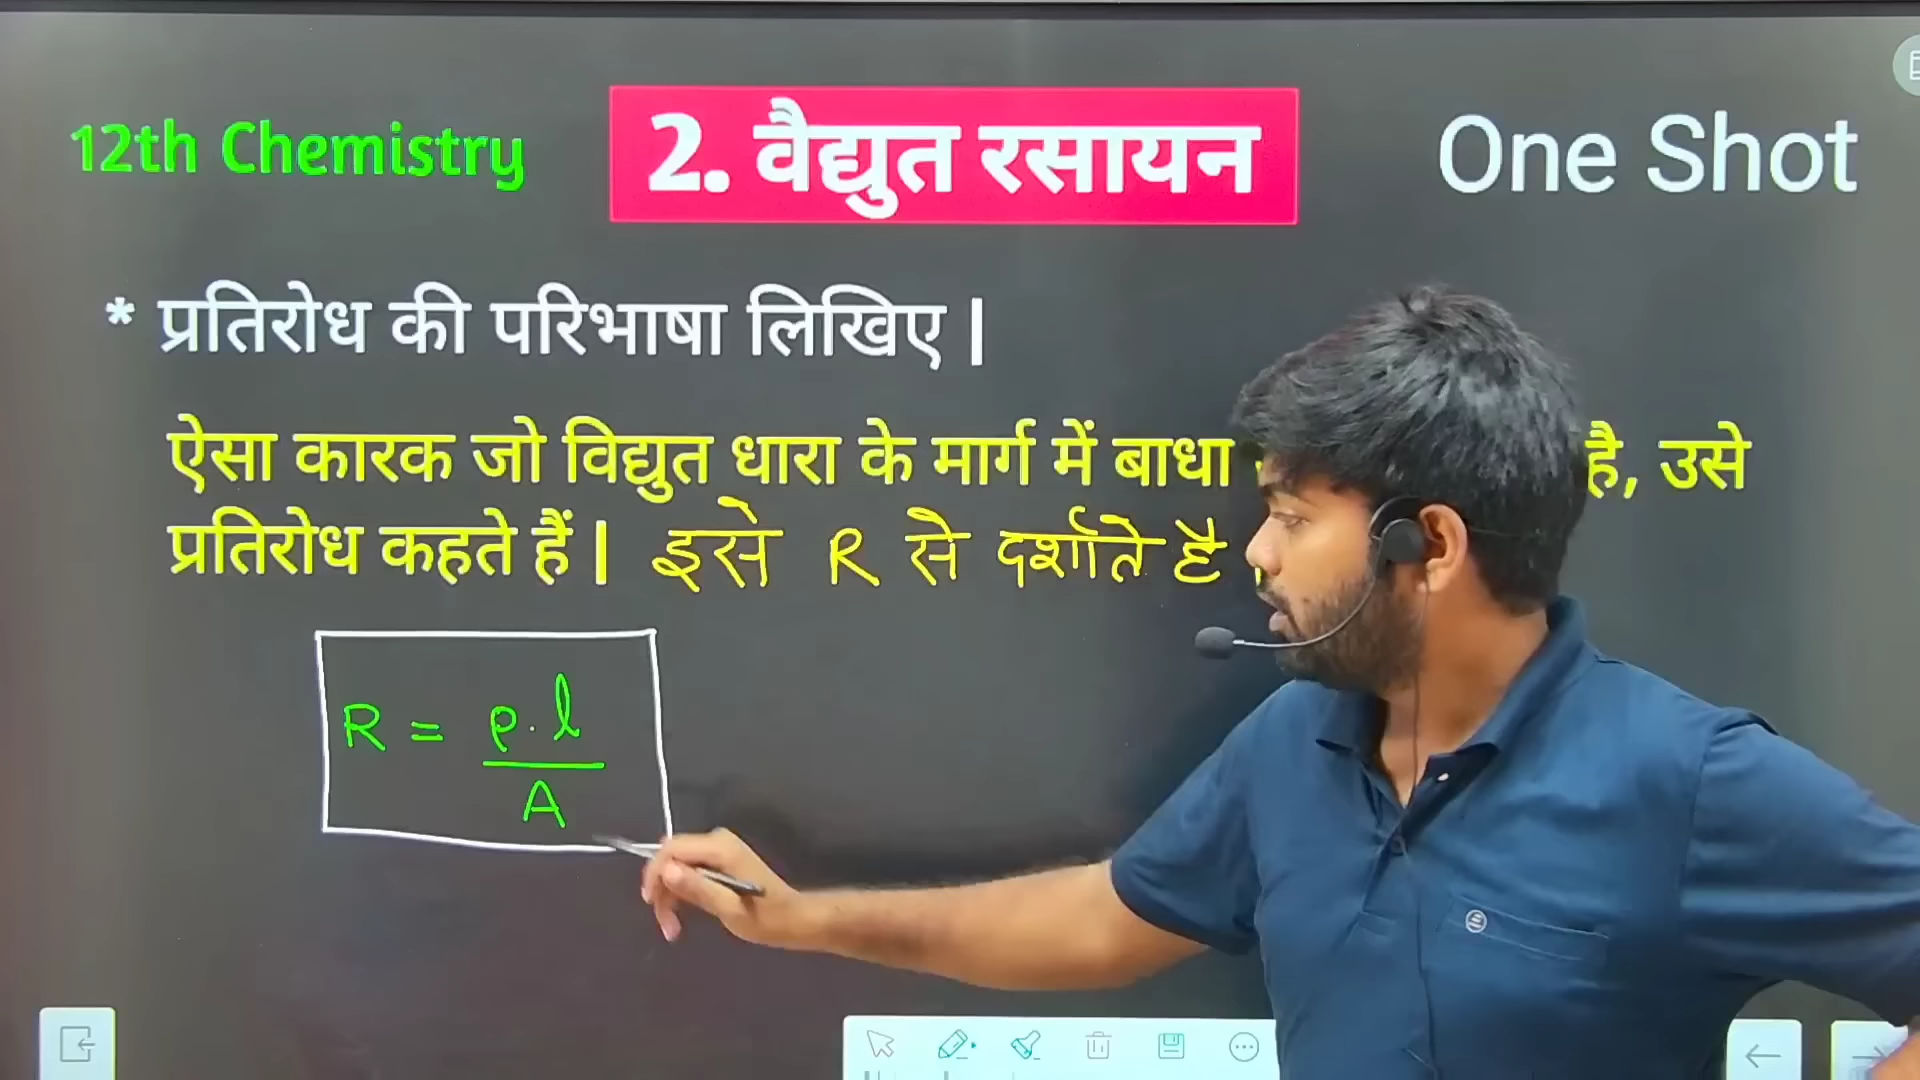 12th Chemistry
2. वैद्युत रसायन
One Shot
* प्रतिरोध की परिभाषा लिखिए |
ऐसा कारक जो विद्युत धारा के मार्ग में बाधा है, उसे
प्रतिरोध कहते हैं | इसे R से दर्शाते है
R = ρ.l
A